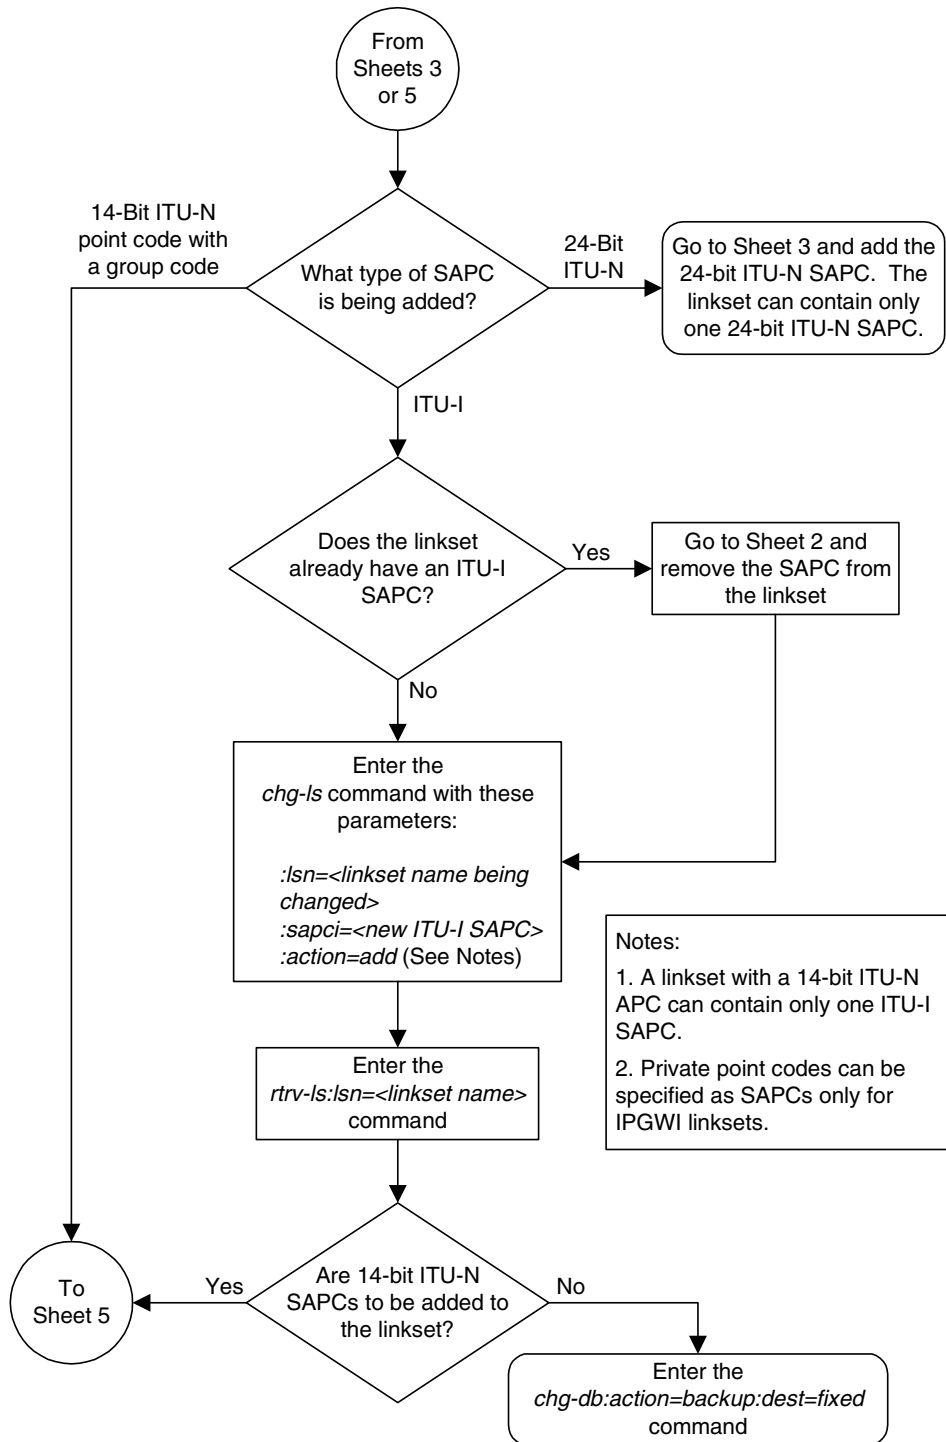 From
Sheets 3
or 5
14-Bit ITU-N
point code with
a group code
What type of SAPC
is being added?
24-Bit
ITU-N
Go to Sheet 3 and add the
24-bit ITU-N SAPC. The
linkset can contain only
one 24-bit ITU-N SAPC.
ITU-I
Does the linkset
already have an ITU-I
SAPC?
Yes
Go to Sheet 2 and
remove the SAPC from
the linkset
No
Enter the
chg-ls command with these
parameters:
:lsn=<linkset name being
changed>
:sapci=<new ITU-I SAPC>
:action=add (See Notes)
Notes:
1. A linkset with a 14-bit ITU-N
APC can contain only one ITU-I
SAPC.
2. Private point codes can be
specified as SAPCs only for
IPGWI linksets.
Enter the
rtrv-ls:lsn=<linkset name>
command
Are 14-bit ITU-N
SAPCs to be added to
the linkset?
Yes
To
Sheet 5
No
Enter the
chg-db:action=backup:dest=fixed
command